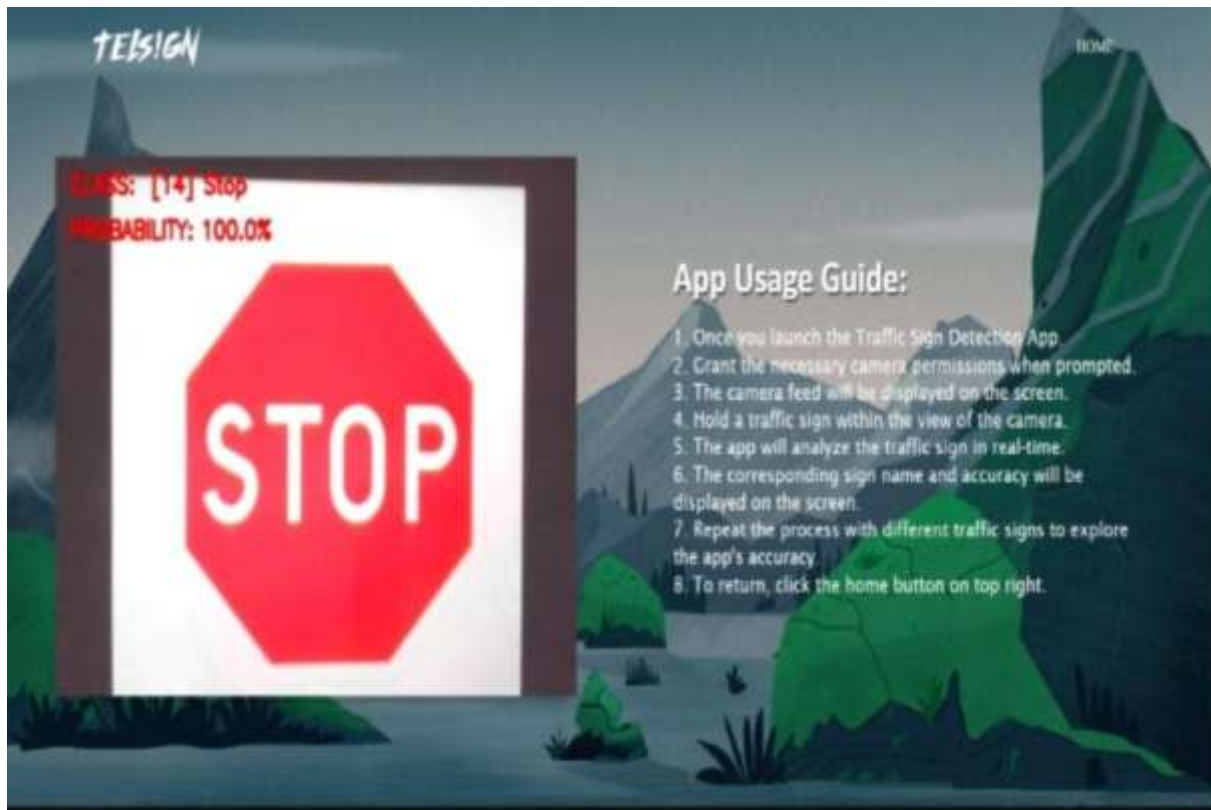 TELSIGN
HOME
CLASS: [14] Stop
PROBABILITY: 100.0%
STOP
App Usage Guide:
1. Once you launch the Traffic Sign Detection App.
2. Grant the necessary camera permissions when prompted.
3. The camera feed will be displayed on the screen.
4. Hold a traffic sign within the view of the camera.
5. The app will analyze the traffic sign in real-time.
6. The corresponding sign name and accuracy will be
displayed on the screen.
7. Repeat the process with different traffic signs to explore
the app's accuracy.
8. To return, click the home button on top right.